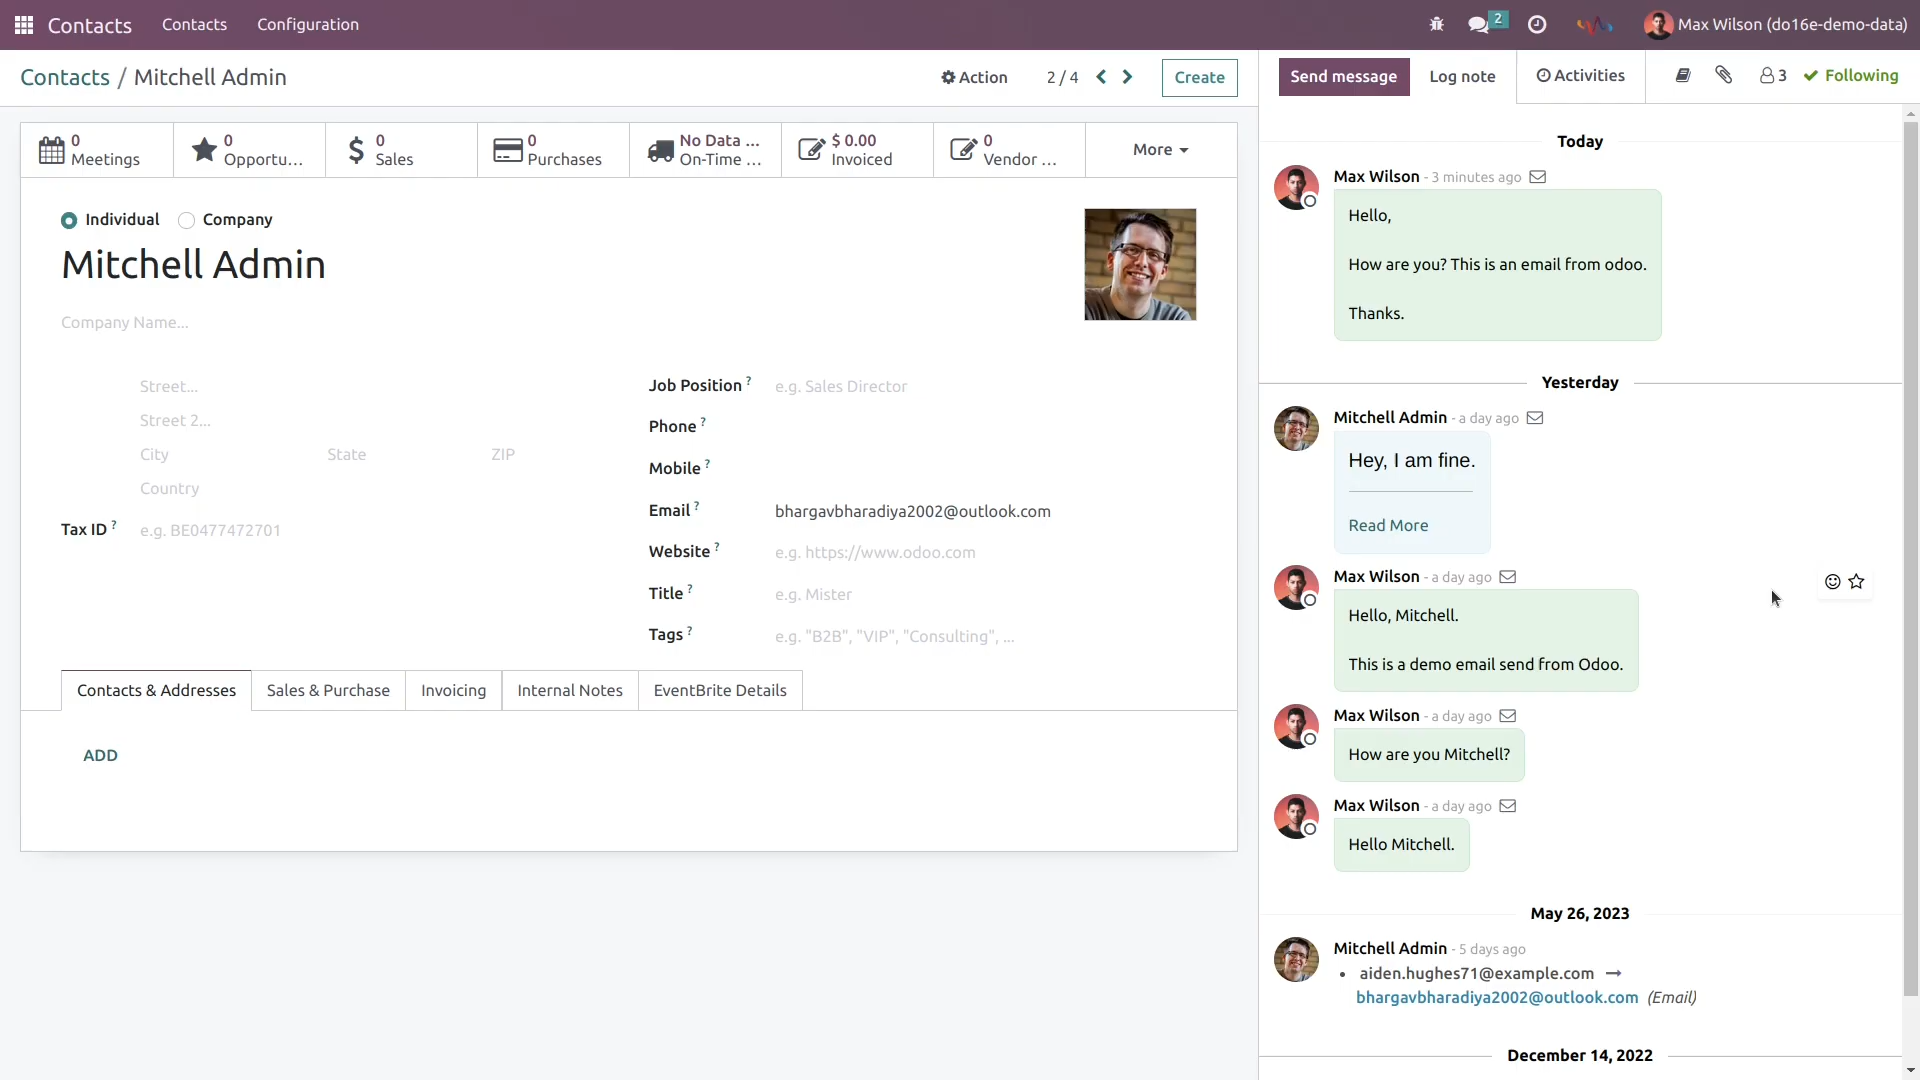 Contacts Contacts Configuration 2 Max Wilson (do16e-demo-data)
Contacts / Mitchell Admin Action 2 / 4 Create
Send message Log note Activities 3 Following
0 Meetings
0 Opportu...
0 Sales
0 Purchases
No Data ... On-Time ...
$ 0.00 Invoiced
0 Vendor ...
More
Individual Company
Mitchell Admin
Company Name...
Street...
Street 2...
City State ZIP
Country
Tax ID ? e.g. BE0477472701
Job Position ? e.g. Sales Director
Phone ?
Mobile ?
Email ? bhargavbharadiya2002@outlook.com
Website ? e.g. https://www.odoo.com
Title ? e.g. Mister
Tags ? e.g. "B2B", "VIP", "Consulting", ...
Contacts & Addresses Sales & Purchase Invoicing Internal Notes EventBrite Details
ADD
Today
Max Wilson - 3 minutes ago
Hello,
How are you? This is an email from odoo.
Thanks.
Yesterday
Mitchell Admin - a day ago
Hey, I am fine.
Read More
Max Wilson - a day ago
Hello, Mitchell.
This is a demo email send from Odoo.
Max Wilson - a day ago
How are you Mitchell?
Max Wilson - a day ago
Hello Mitchell.
May 26, 2023
Mitchell Admin - 5 days ago
• aiden.hughes71@example.com →
bhargavbharadiya2002@outlook.com (Email)
December 14, 2022